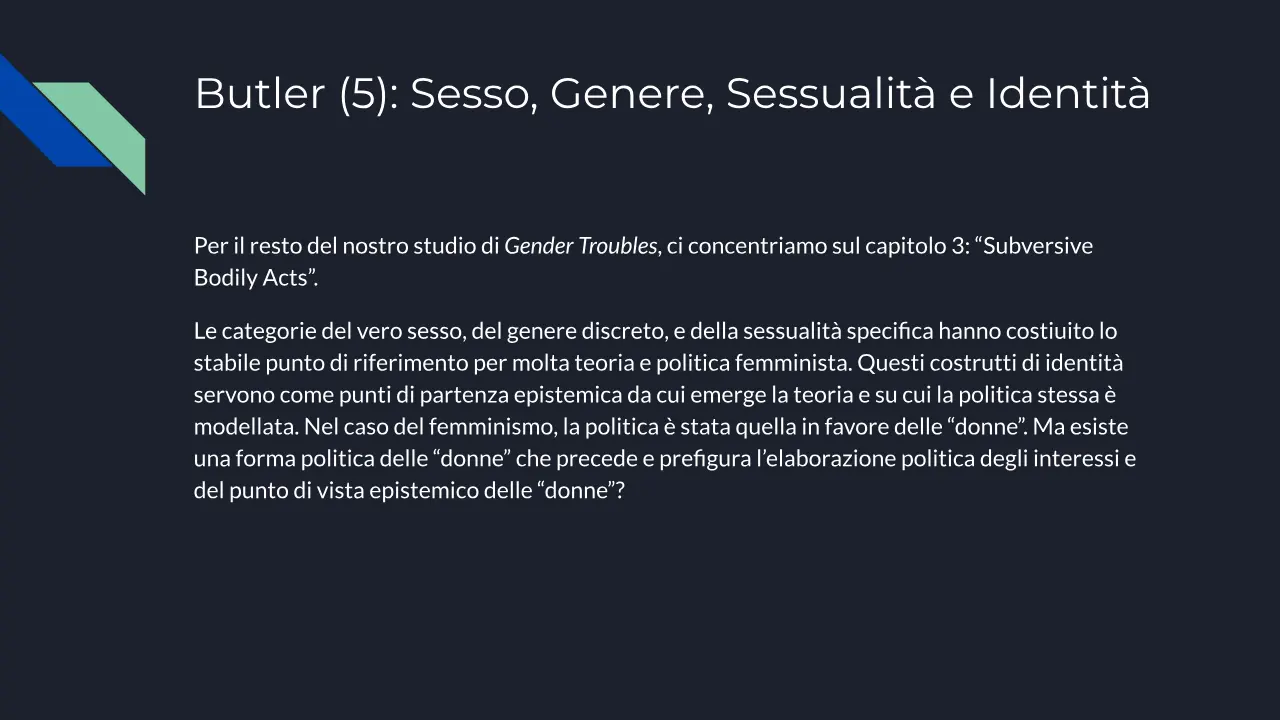 Butler (5): Sesso, Genere, Sessualità e Identità
Per il resto del nostro studio di Gender Troubles, ci concentriamo sul capitolo 3: “Subversive
Bodily Acts”.
Le categorie del vero sesso, del genere discreto, e della sessualità specifica hanno costiuito lo
stabile punto di riferimento per molta teoria e politica femminista. Questi costrutti di identità
servono come punti di partenza epistemica da cui emerge la teoria e su cui la politica stessa è
modellata. Nel caso del femminismo, la politica è stata quella in favore delle “donne”. Ma esiste
una forma politica delle “donne” che precede e prefigura l’elaborazione politica degli interessi e
del punto di vista epistemico delle “donne”?